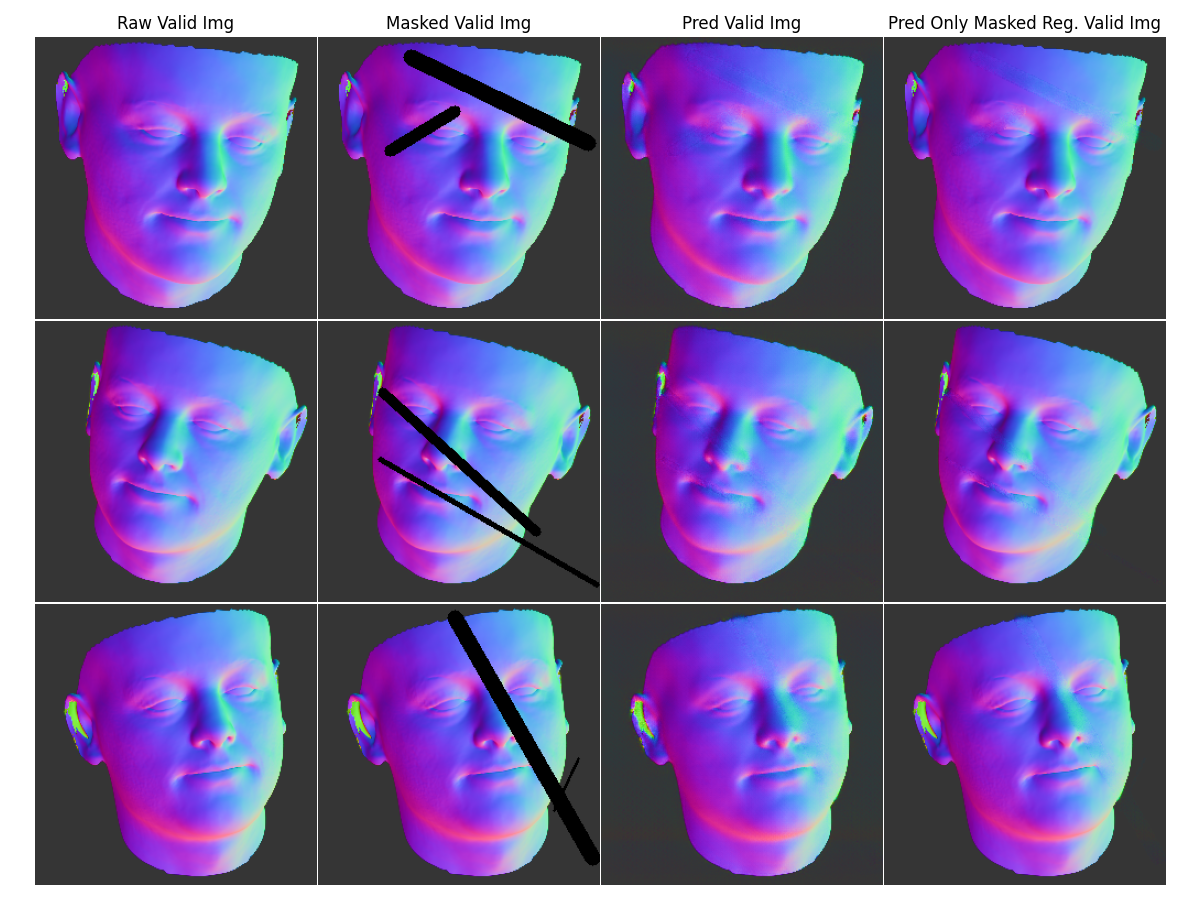 Raw Valid Img
Masked Valid Img
Pred Valid Img
Pred Only Masked Reg. Valid Img